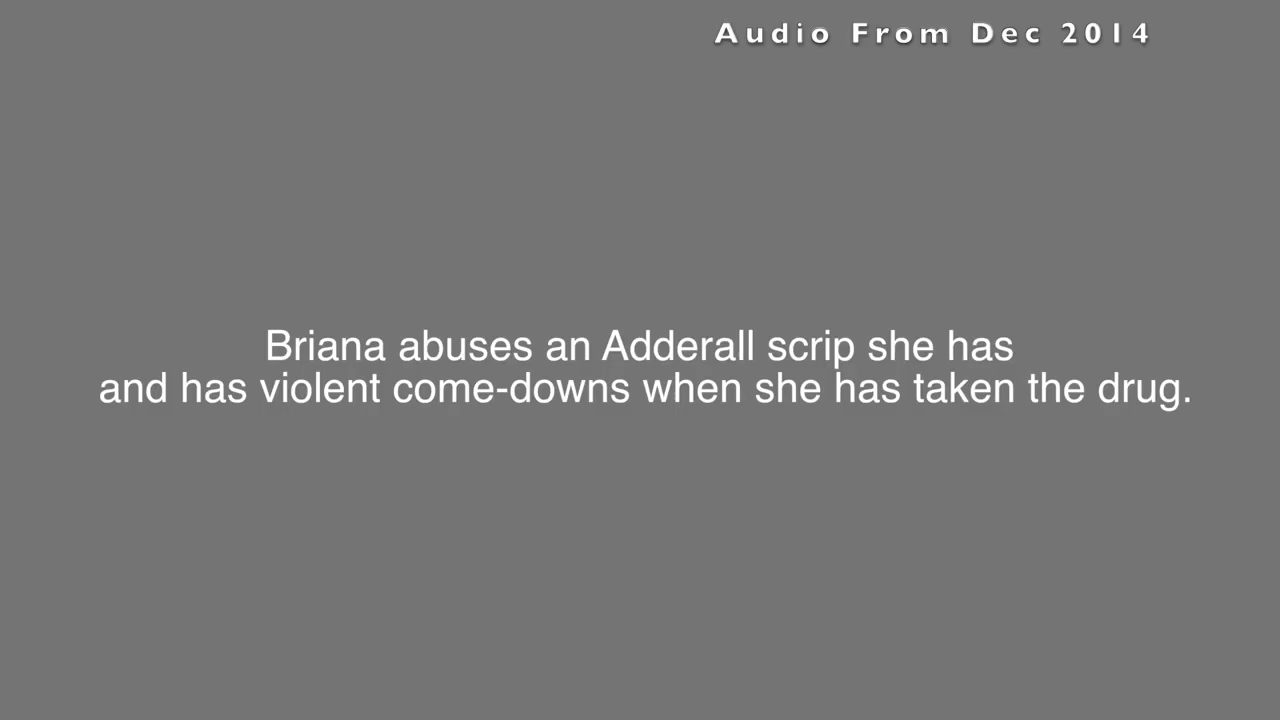 Audio From Dec 2014
Briana abuses an Adderall scrip she has
and has violent come-downs when she has taken the drug.